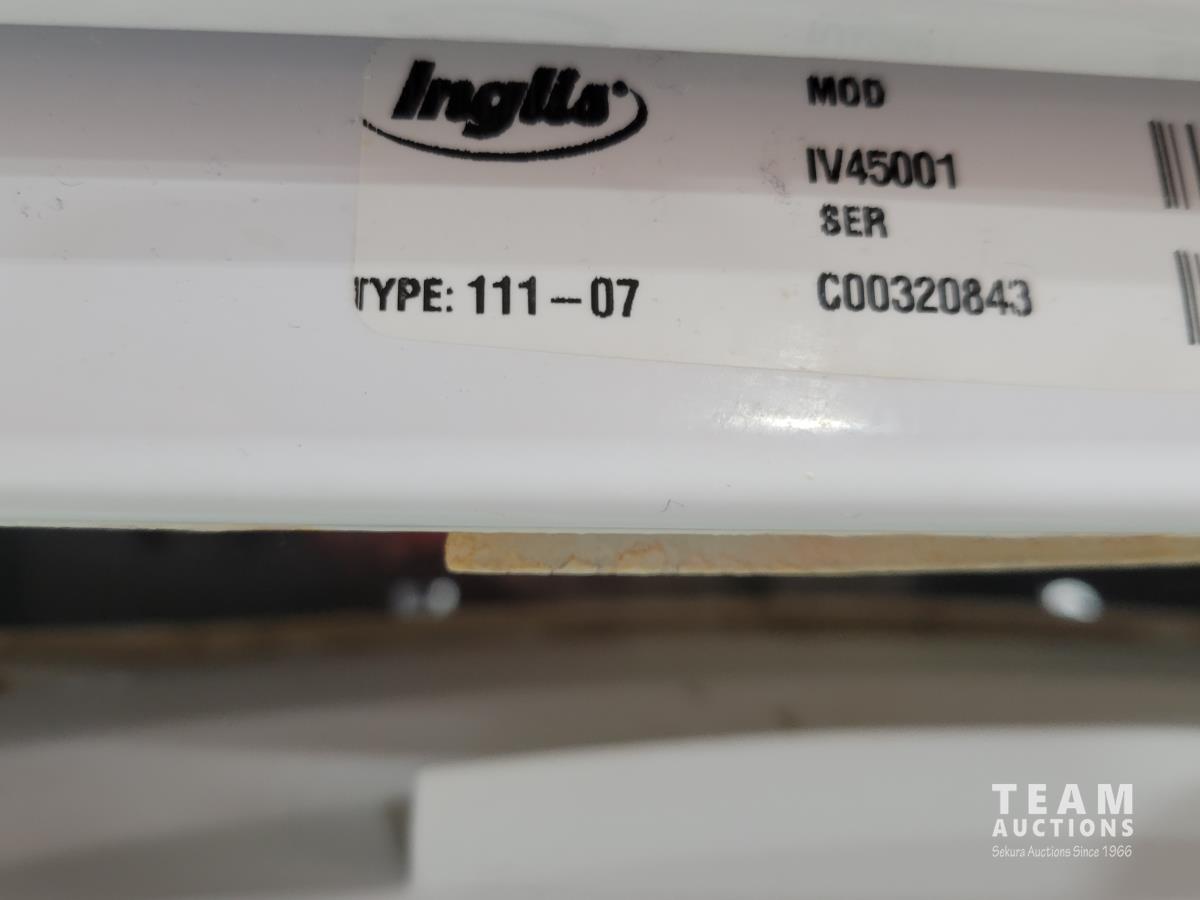 Inglis
MOD
IV45001
SER
TYPE: 111-07
C00320843
TEAM
AUCTIONS
Sekura Auctions Since 1966